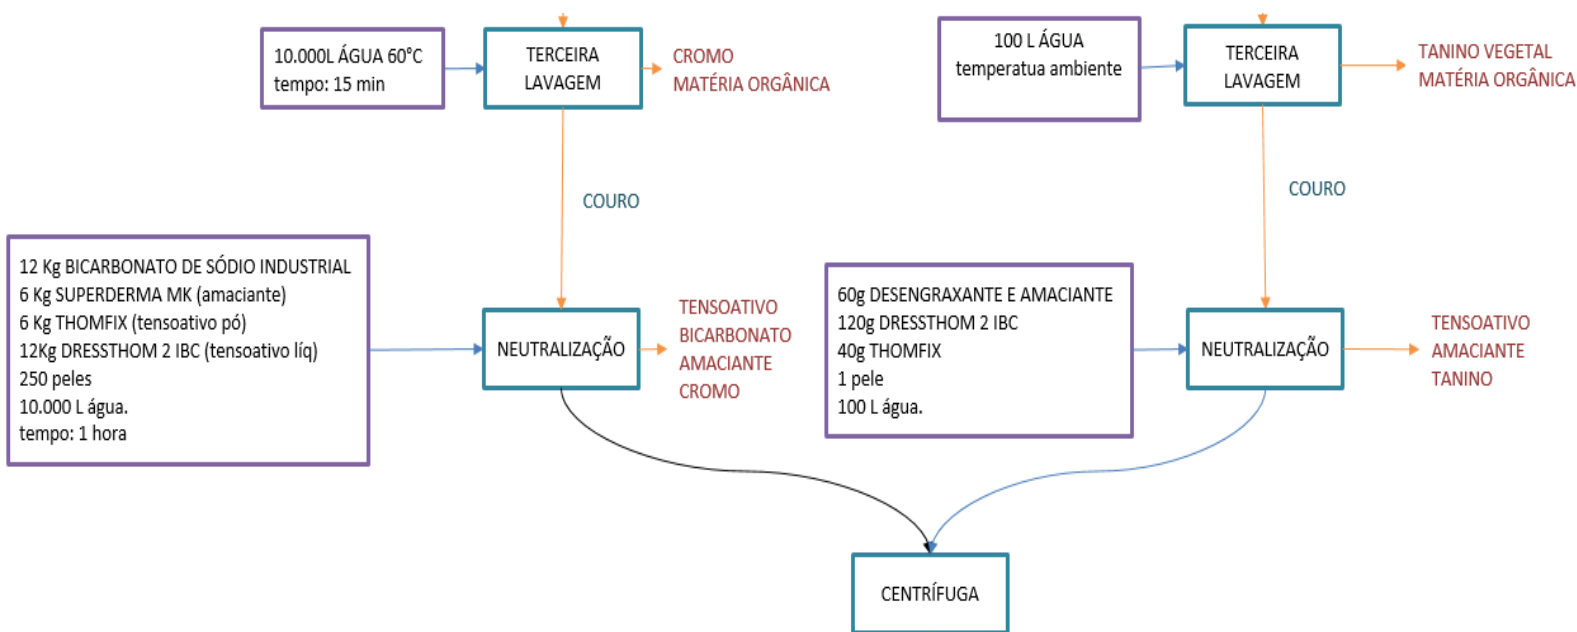 10.000L ÁGUA 60°C
tempo: 15 min
TERCEIRA
LAVAGEM
CROMO
MATÉRIA ORGÂNICA
100 L ÁGUA
temperatua ambiente
TERCEIRA
LAVAGEM
TANINO VEGETAL
MATÉRIA ORGÂNICA
COURO
COURO
12 Kg BICARBONATO DE SÓDIO INDUSTRIAL
6 Kg SUPERDERMA MK (amaciante)
6 Kg THOMFIX (tensoativo pó)
12Kg DRESSTHOM 2 IBC (tensoativo líq)
250 peles
10.000 L água.
tempo: 1 hora
NEUTRALIZAÇÃO
TENSOATIVO
BICARBONATO
AMACIANTE
CROMO
60g DESENGRAXANTE E AMACIANTE
120g DRESSTHOM 2 IBC
40g THOMFIX
1 pele
100 L água.
NEUTRALIZAÇÃO
TENSOATIVO
AMACIANTE
TANINO
CENTRÍFUGA